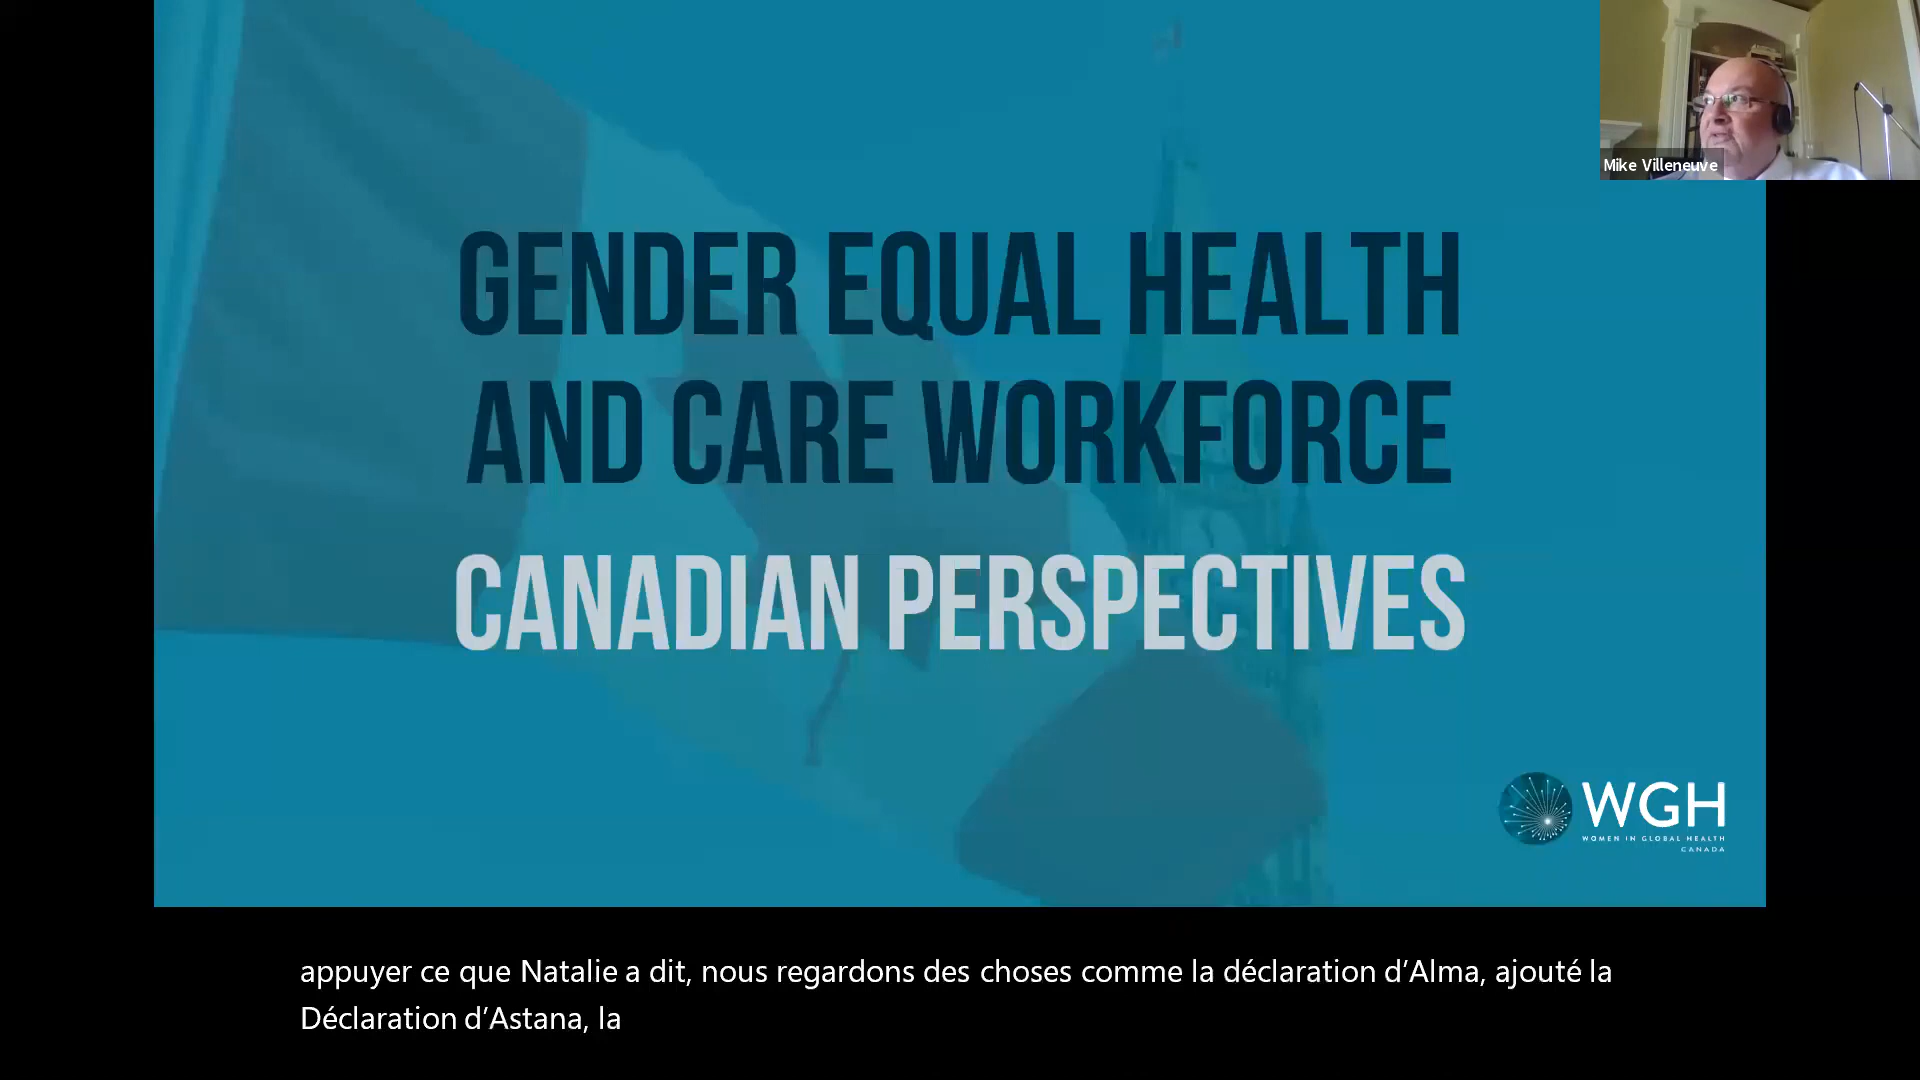 Mike Villeneuve
GENDER EQUAL HEALTH
AND CARE WORKFORCE
CANADIAN PERSPECTIVES
WGH
WOMEN IN GLOBAL HEALTH
CANADA
appuyer ce que Natalie a dit, nous regardons des choses comme la déclaration d’Alma, ajouté la
Déclaration d’Astana, la